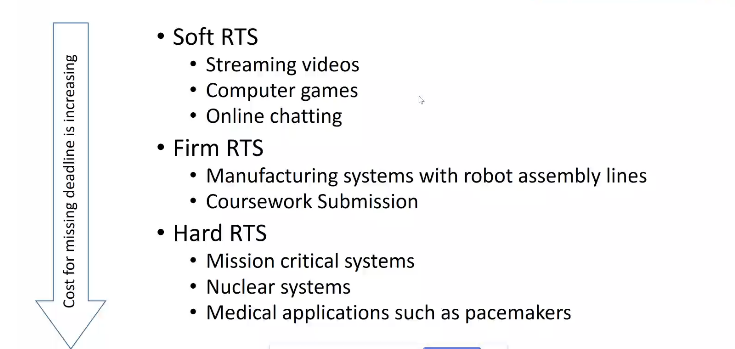 Cost for missing deadline is increasing
• Soft RTS
• Streaming videos
• Computer games
• Online chatting
• Firm RTS
• Manufacturing systems with robot assembly lines
• Coursework Submission
• Hard RTS
• Mission critical systems
• Nuclear systems
• Medical applications such as pacemakers